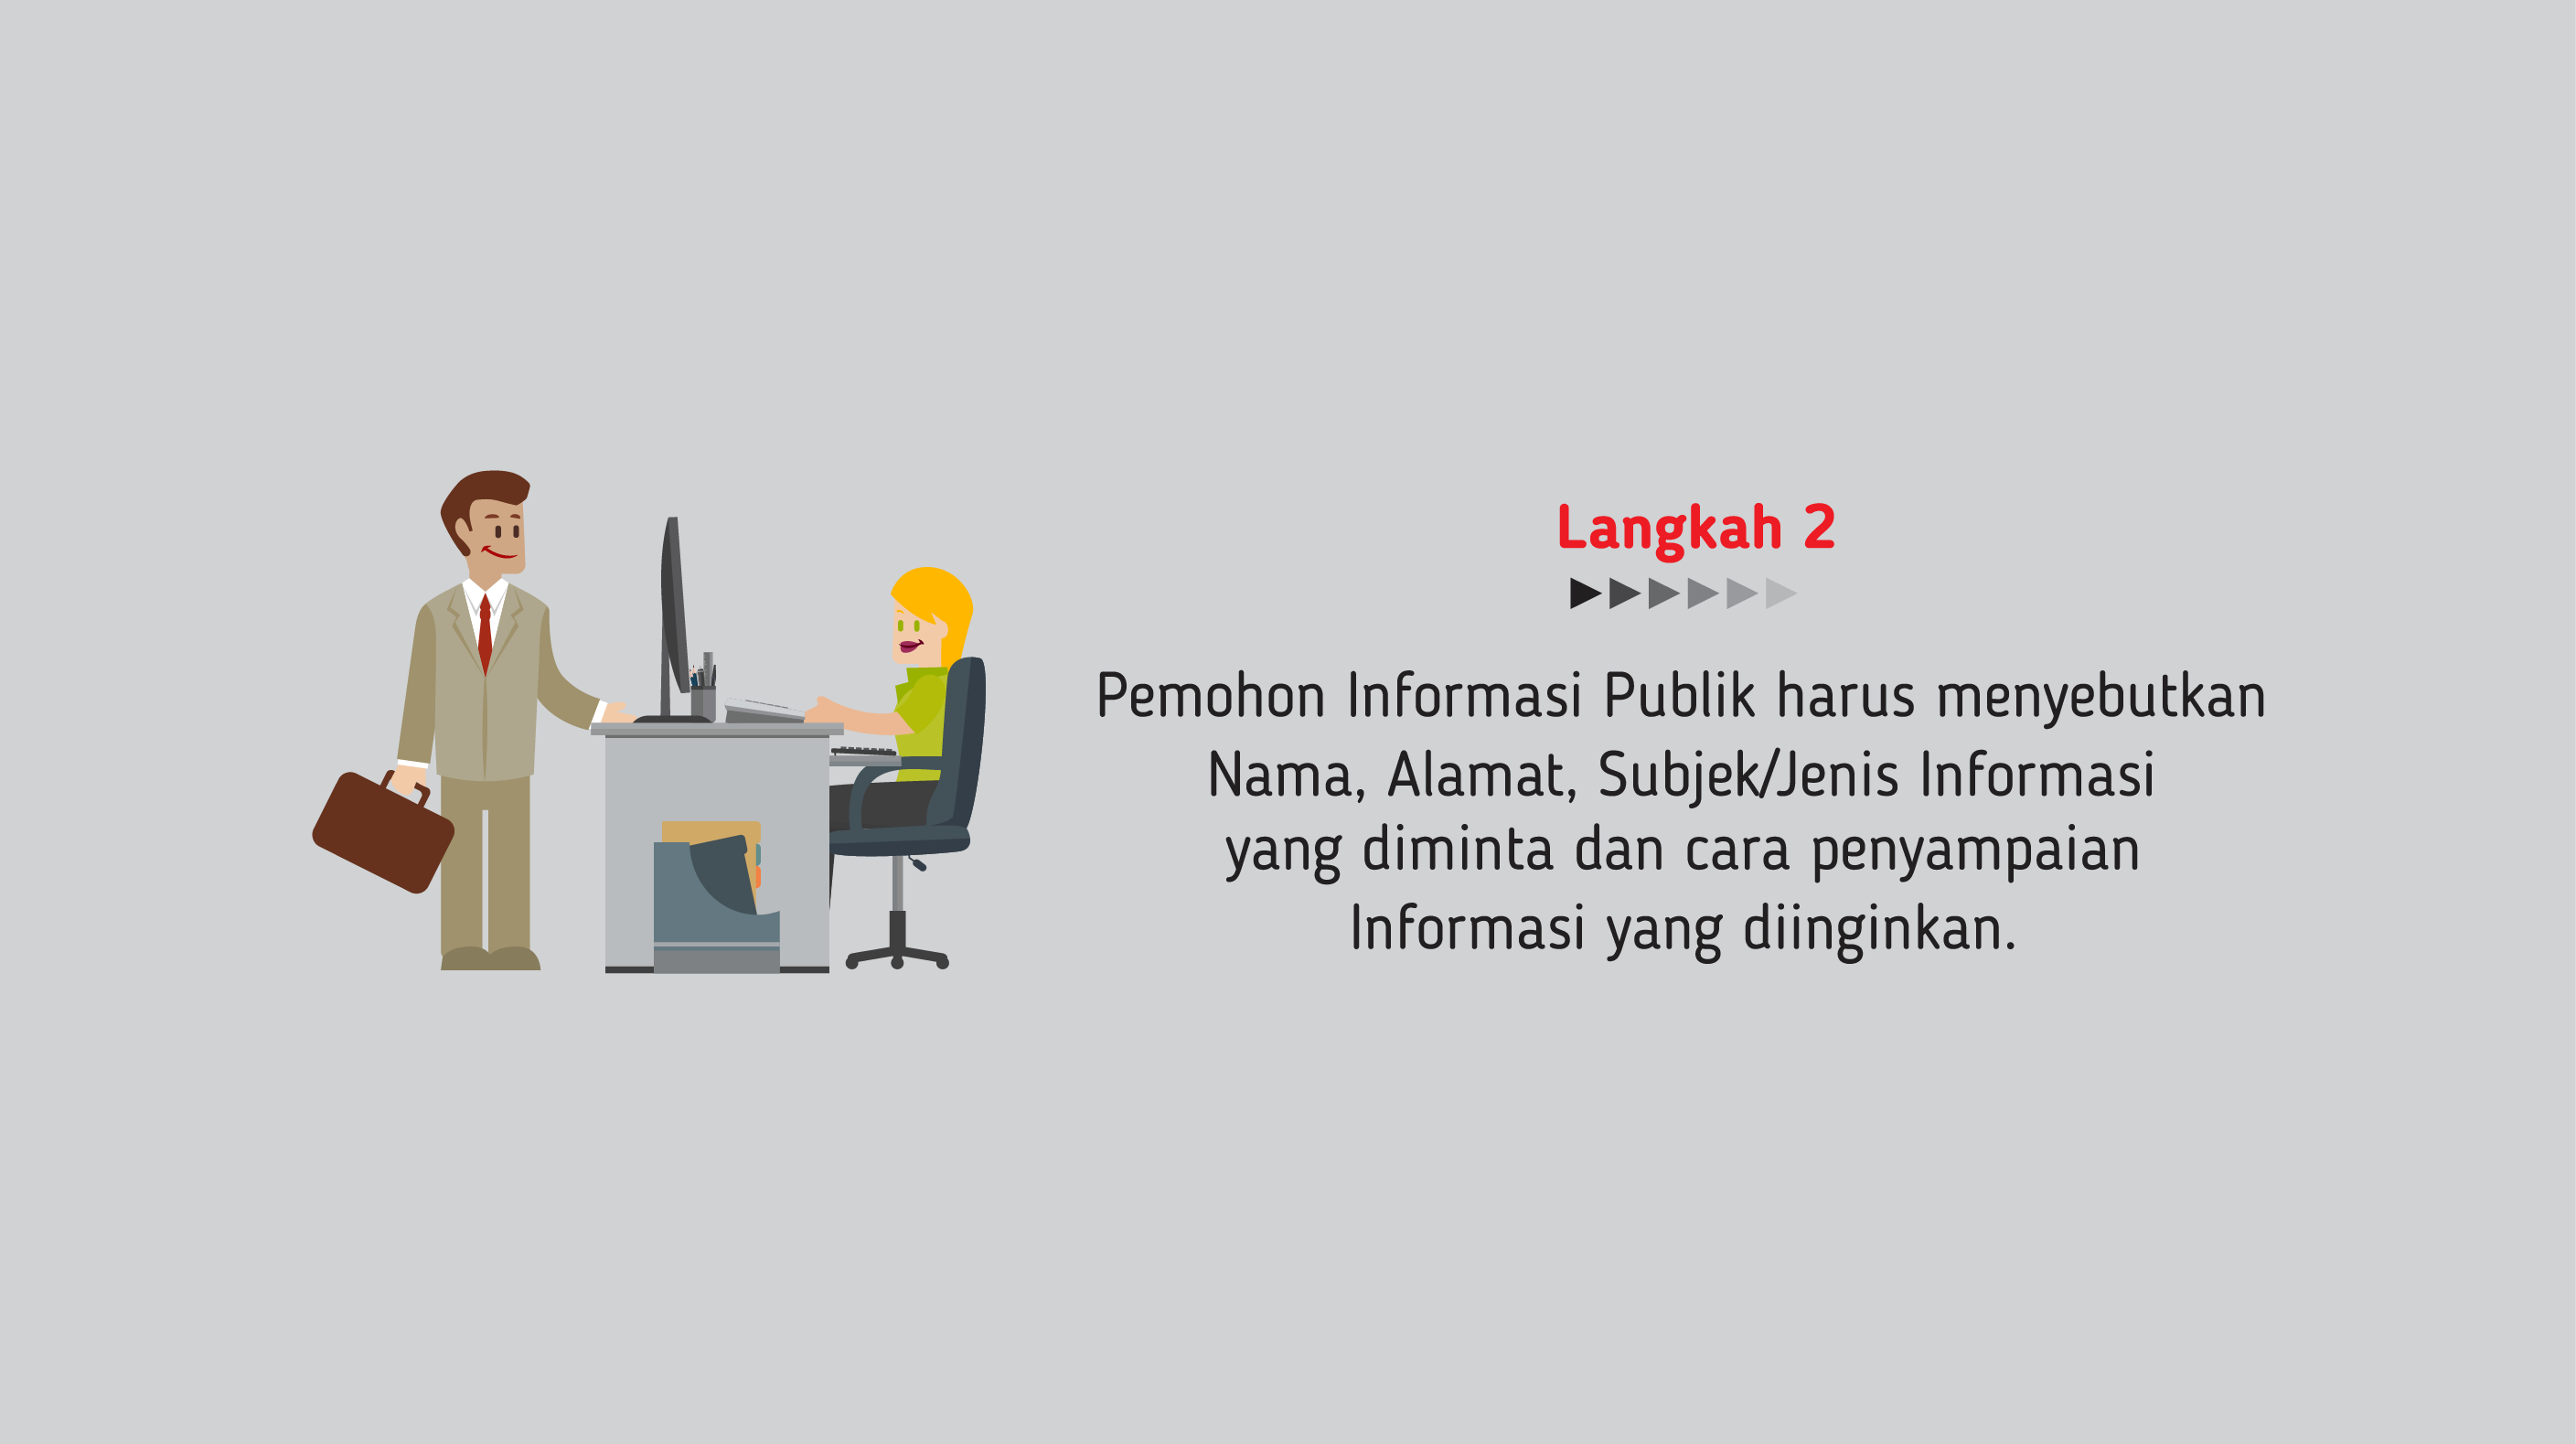 Langkah 2
Pemohon Informasi Publik harus menyebutkan
Nama, Alamat, Subjek/Jenis Informasi
yang diminta dan cara penyampaian
Informasi yang diinginkan.